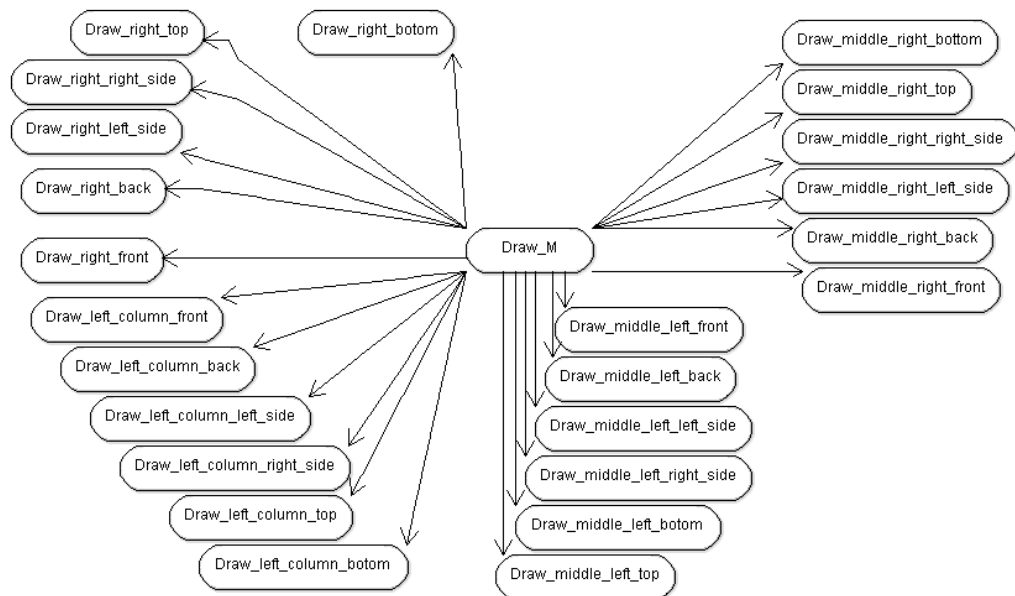 Draw_right_top
Draw_right_botom
Draw_middle_right_bottom
Draw_right_right_side
Draw_middle_right_top
Draw_right_left_side
Draw_middle_right_right_side
Draw_right_back
Draw_middle_right_left_side
Draw_middle_right_back
Draw_M
Draw_right_front
Draw_middle_right_front
Draw_left_column_front
Draw_middle_left_front
Draw_left_column_back
Draw_middle_left_back
Draw_left_column_left_side
Draw_middle_left_left_side
Draw_left_column_right_side
Draw_middle_left_right_side
Draw_left_column_top
Draw_middle_left_botom
Draw_left_column_botom
Draw_middle_left_top